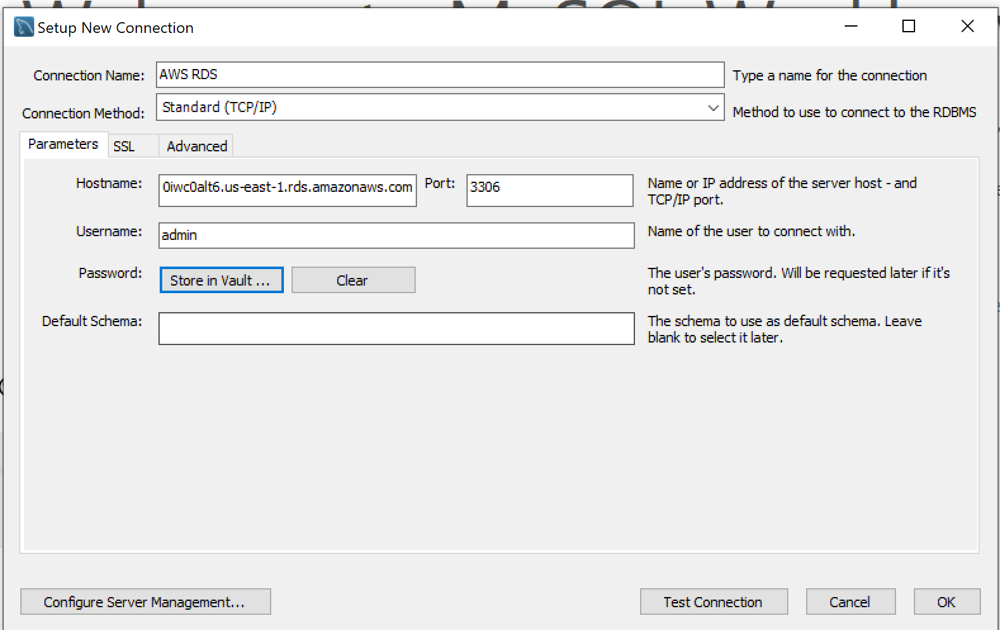 Setup New Connection
Connection Name: AWS RDS Type a name for the connection
Connection Method: Standard (TCP/IP) Method to use to connect to the RDBMS
Parameters SSL Advanced
Hostname: 0iwc0alt6.us-east-1.rds.amazonaws.com Port: 3306 Name or IP address of the server host - and
TCP/IP port.
Username: admin Name of the user to connect with.
Password: Store in Vault ... Clear The user's password. Will be requested later if it's
not set.
Default Schema: The schema to use as default schema. Leave
blank to select it later.
Configure Server Management... Test Connection Cancel OK